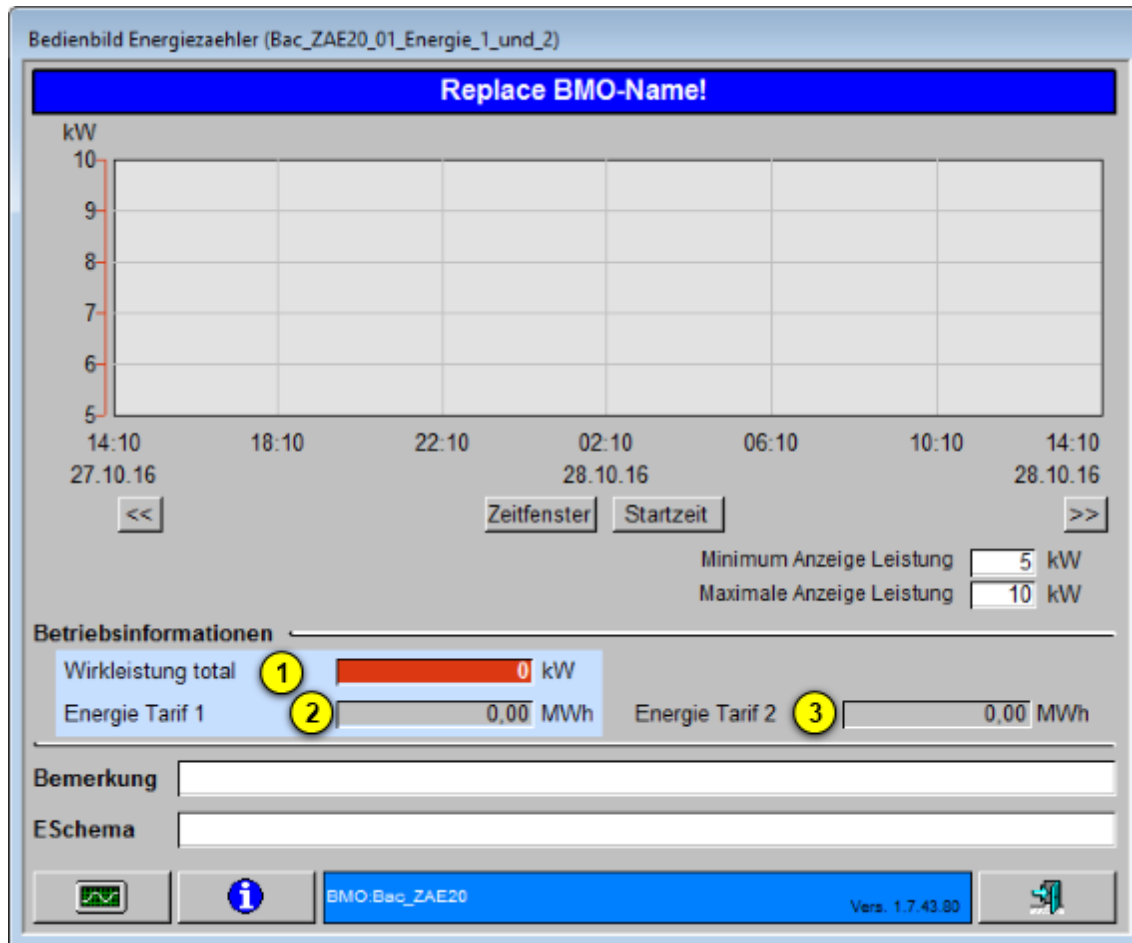 Bedienbild Energiezaehler (Bac_ZAE20_01_Energie_1_und_2)
Replace BMO-Name!
kW
10
9
8
7
6
5
14:10 18:10 22:10 02:10 06:10 10:10 14:10
27.10.16 28.10.16 28.10.16
<< Zeitfenster Startzeit >>
Minimum Anzeige Leistung 5 kW
Maximale Anzeige Leistung 10 kW
Betriebsinformationen
Wirkleistung total 1 0 kW
Energie Tarif 1 2 0,00 MWh Energie Tarif 2 3 0,00 MWh
Bemerkung
ESchema
BMO:Bac_ZAE20 Vers. 1.7.43.80